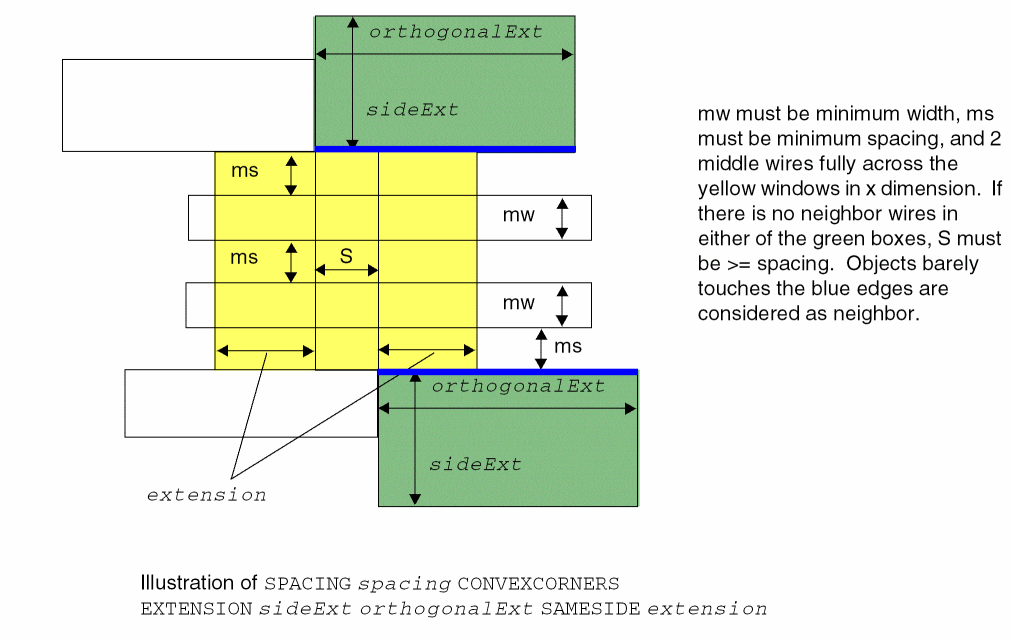 orthogonalExt
sideExt
mw must be minimum width, ms
must be minimum spacing, and 2
middle wires fully across the
yellow windows in x dimension.  If
there is no neighbor wires in
either of the green boxes, S must
be >= spacing.  Objects barely
touches the blue edges are
considered as neighbor.
ms
mw
ms
S
mw
ms
orthogonalExt
sideExt
extension
Illustration of SPACING spacing CONVEXCORNERS
EXTENSION sideExt orthogonalExt SAMESIDE extension